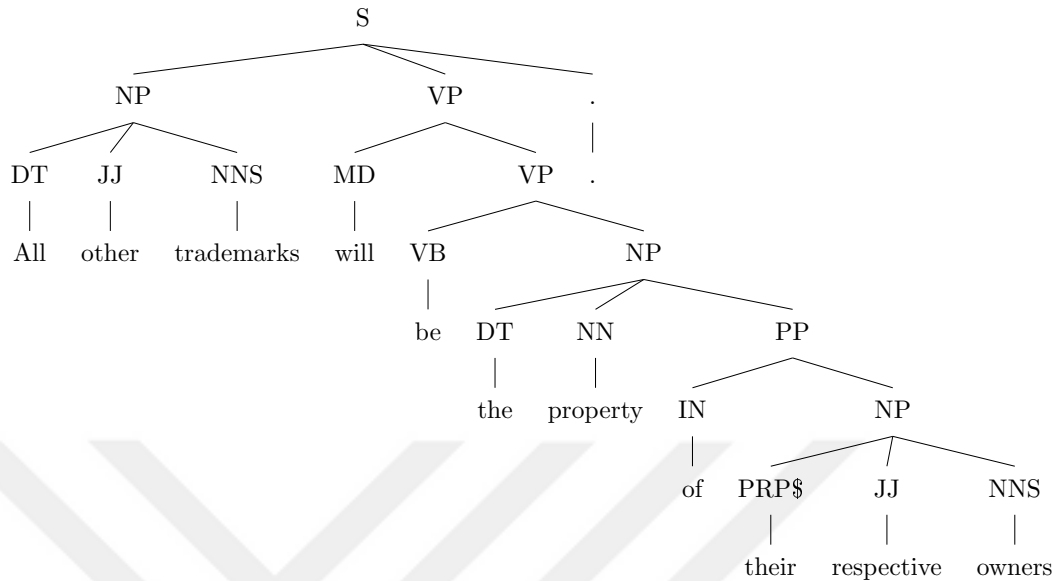 S
NP VP .
DT JJ NNS MD VP .
All other trademarks will VB NP
be DT NN PP
the property IN NP
of PRP$ JJ NNS
their respective owners